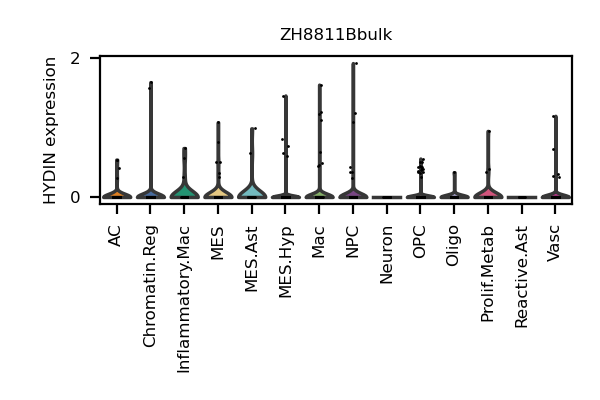 ZH8811Bbulk
HYDIN expression
2
0
AC
Chromatin.Reg
Inflammatory.Mac
MES
MES.Ast
MES.Hyp
Mac
NPC
Neuron
OPC
Oligo
Prolif.Metab
Reactive.Ast
Vasc